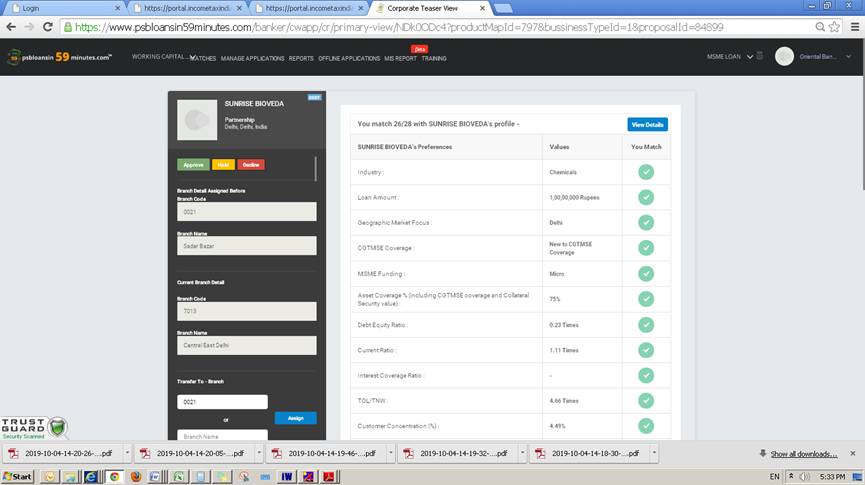 Login
https://portal.incometaxindia
https://portal.incometaxindia
Corporate Teaser View
https://www.psbloansin59minutes.com/banker/cwapp/cr/primary-view/NDk0ODc4?productMapId=797&bussinessTypeId=1&proposalId=84899
psbloansin 59 minutes.com
WORKING CAPITAL...
MATCHES MANAGE APPLICATIONS REPORTS OFFLINE APPLICATIONS MIS REPORT TRAINING
Beta
MSME LOAN
Oriental Ban...
SUNRISE BIOVEDA
Partnership
Delhi, Delhi, India
Approve Hold Decline
Branch Detail Assigned Before
Branch Code
0021
Branch Name
Sadar Bazar
Current Branch Detail
Branch Code
7013
Branch Name
Central East Delhi
Transfer To - Branch
0021
or
Assign
Branch Name
You match 26/28 with SUNRISE BIOVEDA's profile -
View Details
SUNRISE BIOVEDA's Preferences Values You Match
Industry : Chemicals
Loan Amount : 1,00,00,000 Rupees
Geographic Market Focus : Delhi
CGTMSE Coverage : New to CGTMSE
Coverage
MSME Funding : Micro
Asset Coverage % (including CGTMSE coverage and Collateral
Security value) : 75%
Debt Equity Ratio : 0.23 Times
Current Ratio : 1.11 Times
Interest Coverage Ratio : -
TOL/TNW : 4.66 Times
Customer Concentration (%) : 4.49%
TRUST
GUARD
Security Scanned
2019-10-04-14-20-26-....pdf
2019-10-04-14-20-05-....pdf
2019-10-04-14-19-46-....pdf
2019-10-04-14-19-32-....pdf
2019-10-04-14-18-30-....pdf
Show all downloads...
Start
EN
5:33 PM